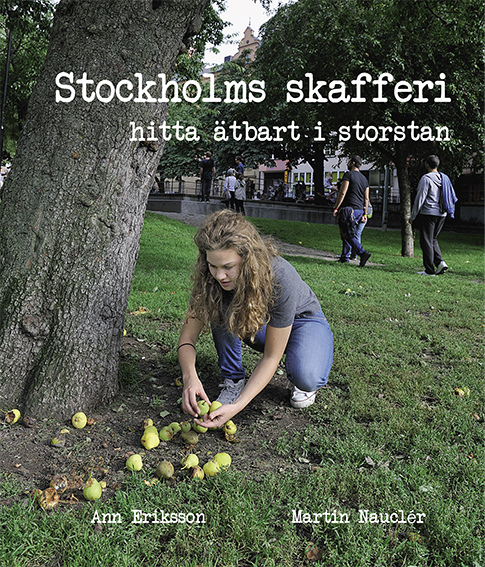 Stockholms skafferi
hitta ätbart i storstan
Ann Eriksson Martin Nauclér